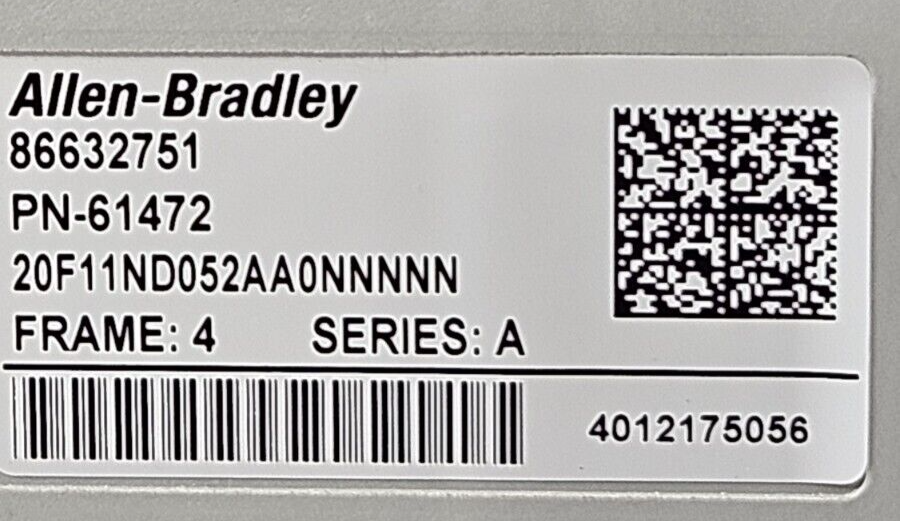 Allen-Bradley
86632751
PN-61472
20F11ND052AA0NNNNN
FRAME: 4 SERIES: A
4012175056